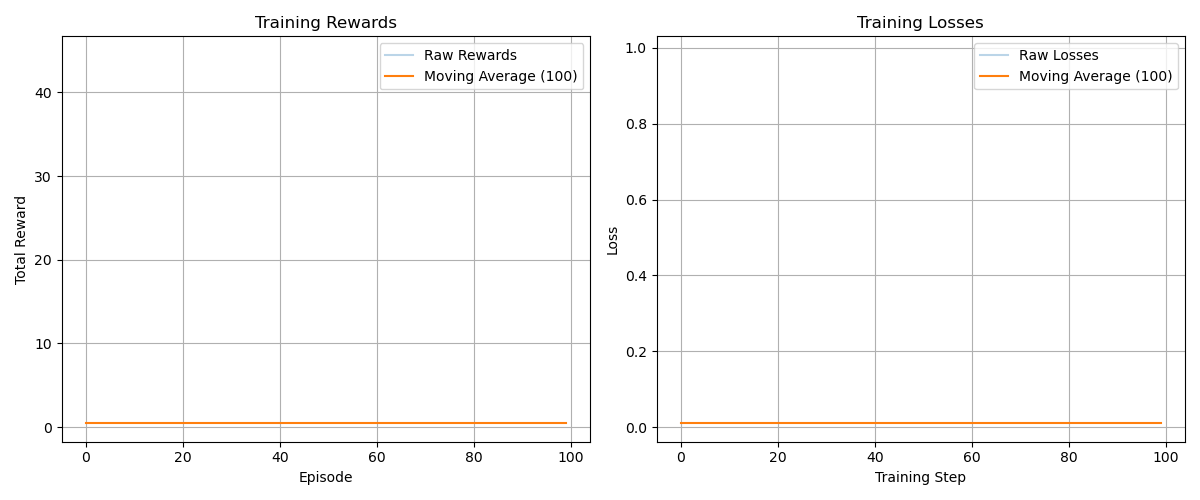 Training Rewards
Raw Rewards
Moving Average (100)
40
30
20
10
0
Total Reward
0 20 40 60 80 100
Episode
Training Losses
Raw Losses
Moving Average (100)
1.0
0.8
0.6
0.4
0.2
0.0
Loss
0 20 40 60 80 100
Training Step